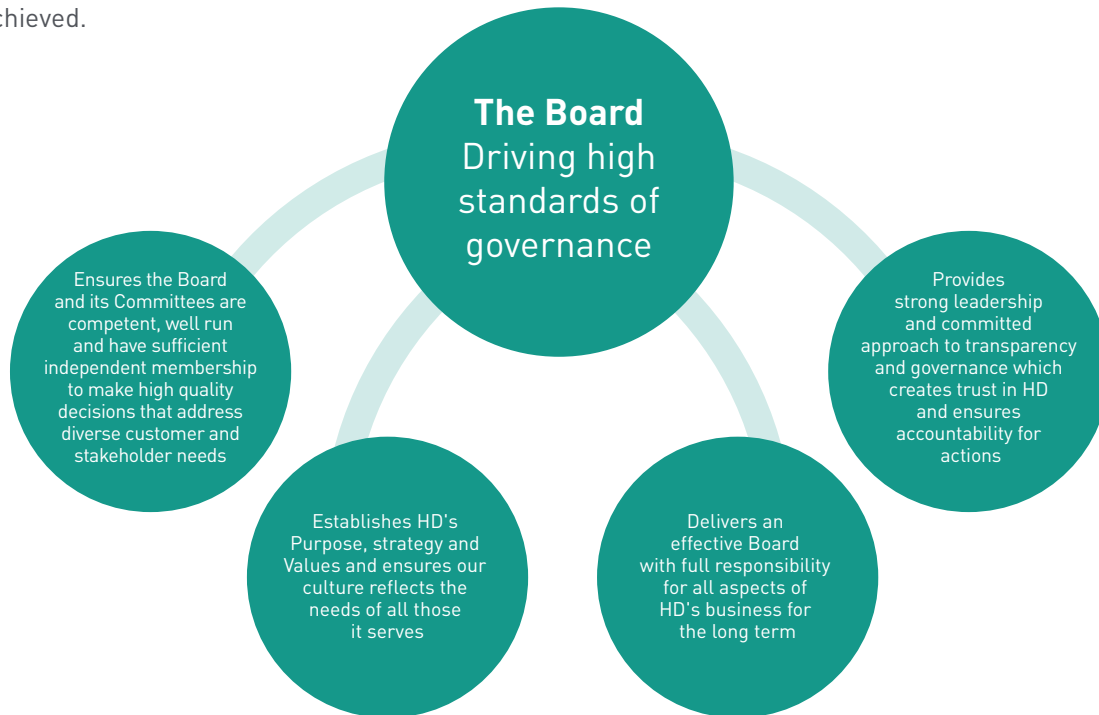 chieved.
The Board
Driving high
standards of
governance
Ensures the Board
and its Committees are
competent, well run
and have sufficient
independent membership
to make high quality
decisions that address
diverse customer and
stakeholder needs
Establishes HD's
Purpose, strategy and
Values and ensures our
culture reflects the
needs of all those
it serves
Delivers an
effective Board
with full responsibility
for all aspects of
HD's business for
the long term
Provides
strong leadership
and committed
approach to transparency
and governance which
creates trust in HD
and ensures
accountability for
actions